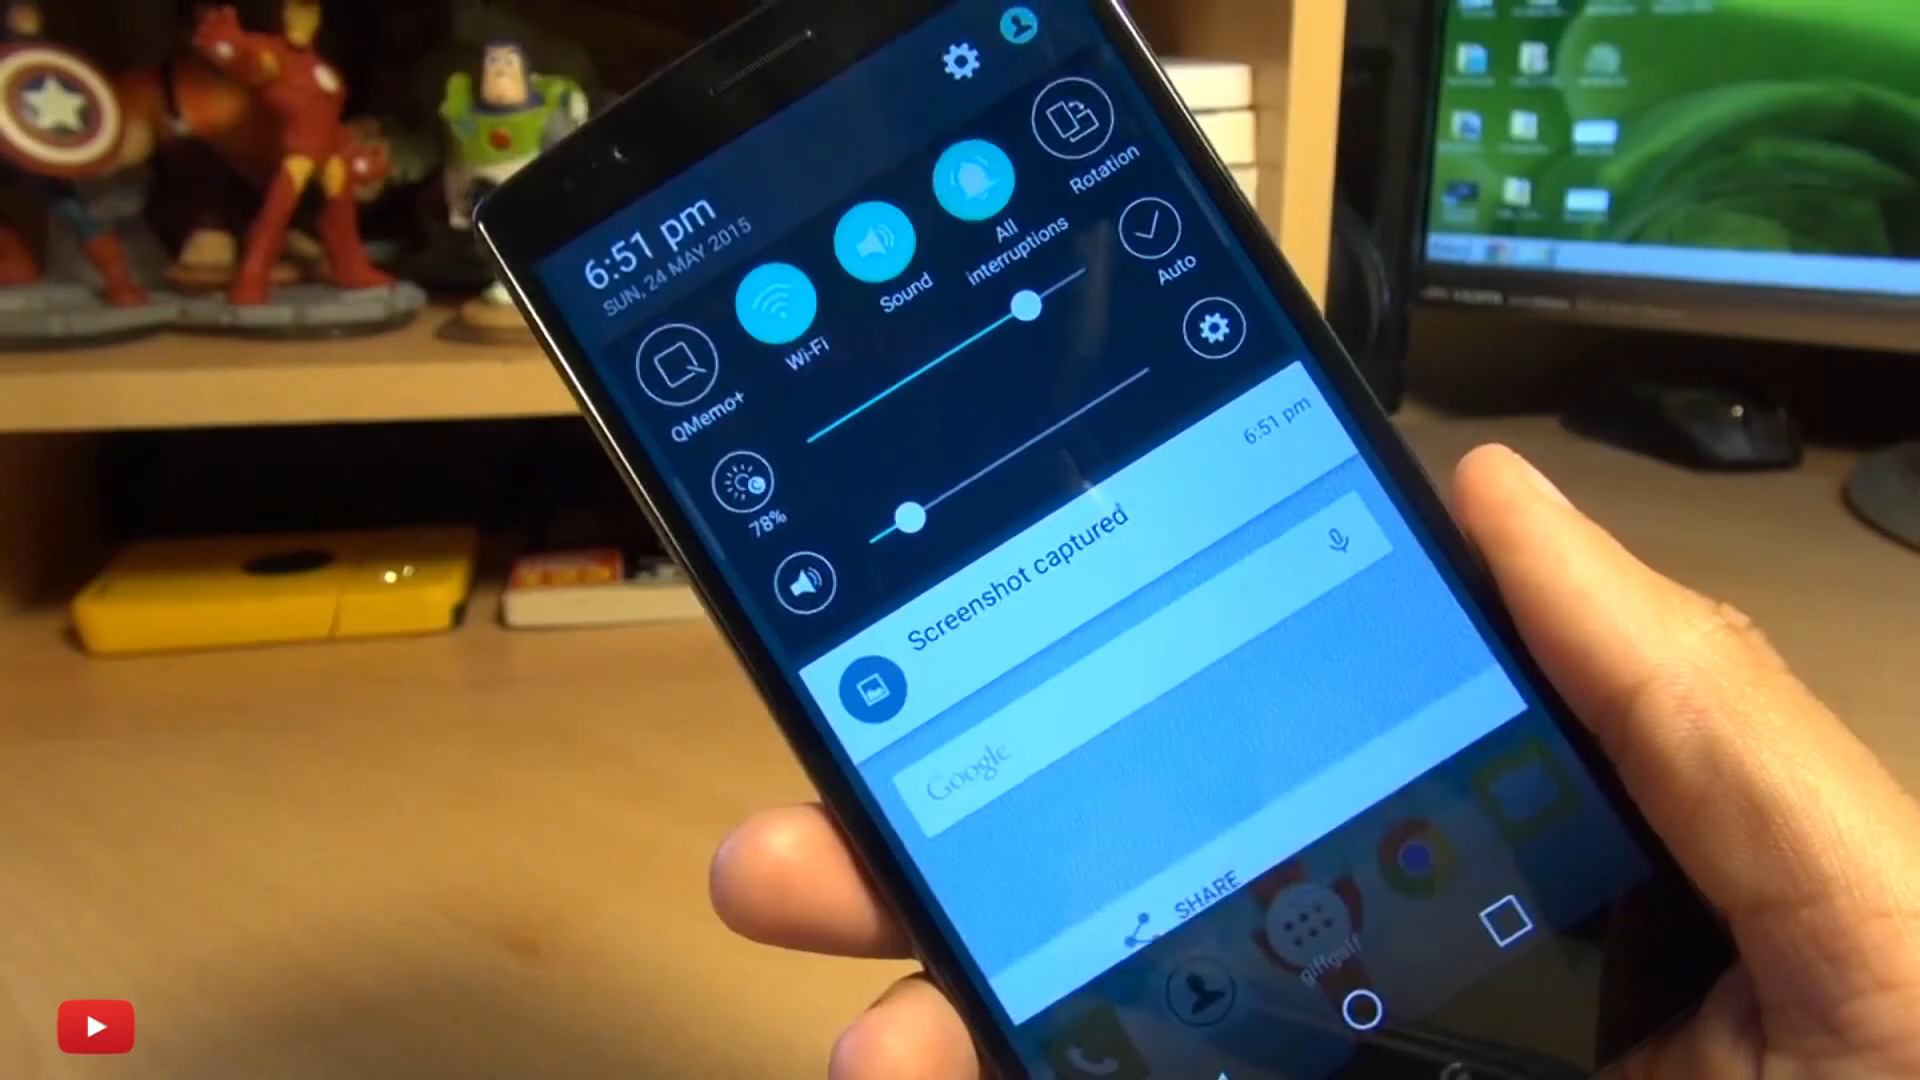 6:51 pm
SUN, 24 MAY 2015
QMemo+
Wi-Fi
Sound
All
interruptions
Rotation
78%
Auto
Screenshot captured
6:51 pm
Google
SHARE
giffgaff